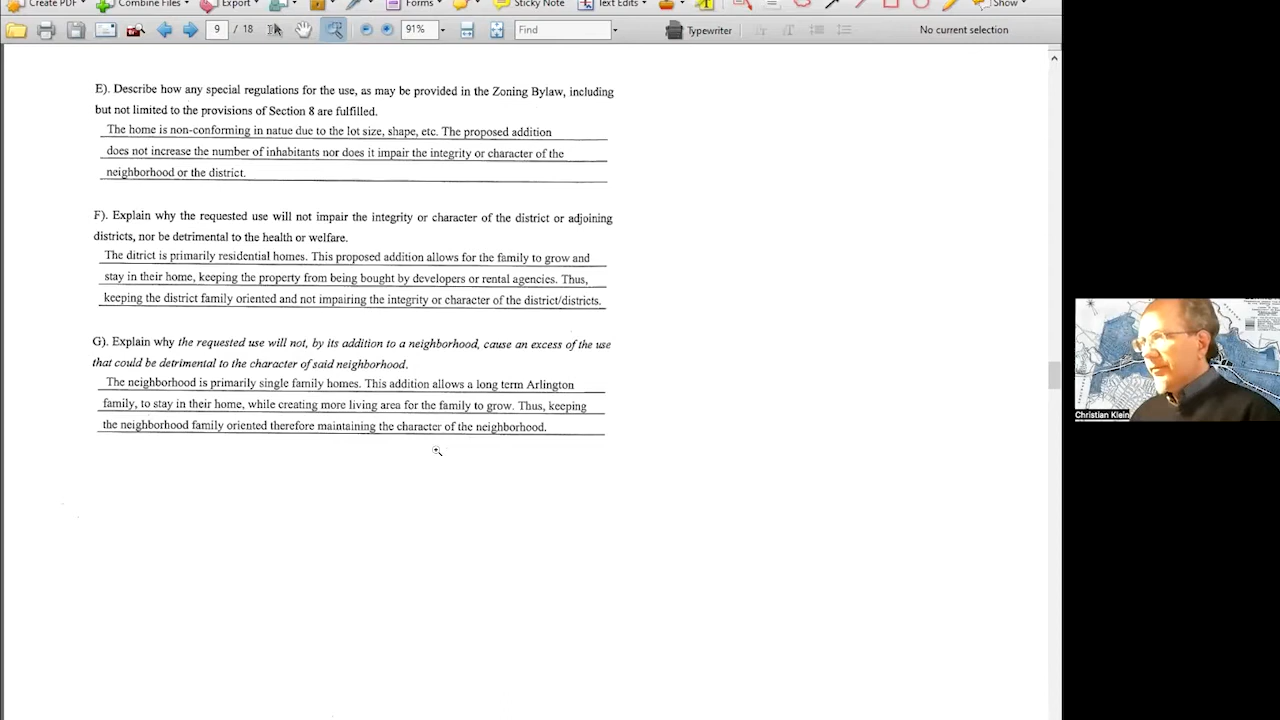 Create PDF Combine Files Export Forms Sticky Note Text Edits Show
9 / 18 91% Find Typewriter No current selection
E). Describe how any special regulations for the use, as may be provided in the Zoning Bylaw, including
but not limited to the provisions of Section 8 are fulfilled.
The home is non-conforming in natue due to the lot size, shape, etc. The proposed addition
does not increase the number of inhabitants nor does it impair the integrity or character of the
neighborhood or the district.
F). Explain why the requested use will not impair the integrity or character of the district or adjoining
districts, nor be detrimental to the health or welfare.
The ditrict is primarily residential homes. This proposed addition allows for the family to grow and
stay in their home, keeping the property from being bought by developers or rental agencies. Thus,
keeping the district family oriented and not impairing the integrity or character of the district/districts.
G). Explain why the requested use will not, by its addition to a neighborhood, cause an excess of the use
that could be detrimental to the character of said neighborhood.
The neighborhood is primarily single family homes. This addition allows a long term Arlington
family, to stay in their home, while creating more living area for the family to grow. Thus, keeping
the neighborhood family oriented therefore maintaining the character of the neighborhood.
Christian Klein